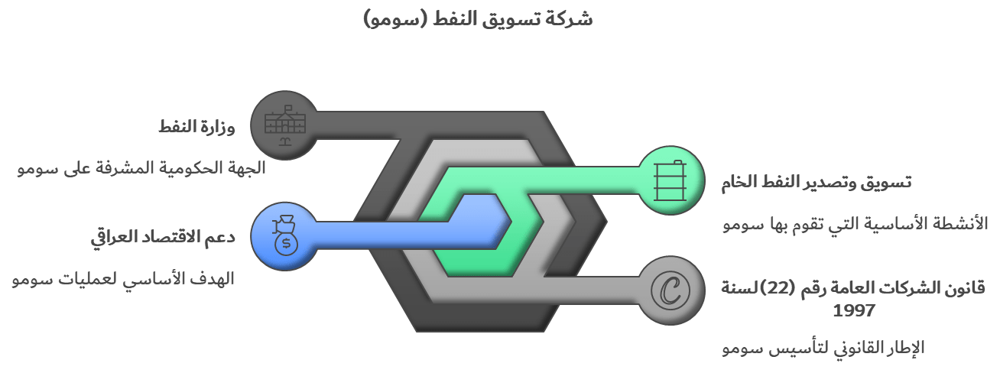 شركة تسويق النفط (سومو)
وزارة النفط
الجهة الحكومية المشرفة على سومو
تسويق وتصدير النفط الخام
الأنشطة الأساسية التي تقوم بها سومو
دعم الاقتصاد العراقي
الهدف الأساسي لعمليات سومو
قانون الشركات العامة رقم (22) لسنة
1997
الإطار القانوني لتأسيس سومو